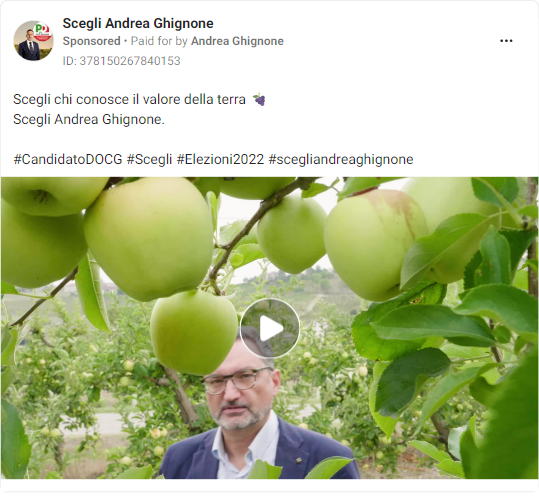 PD
Scegli Andrea Ghignone
Sponsored • Paid for by Andrea Ghignone
ID: 378150267840153
Scegli chi conosce il valore della terra 🍇
Scegli Andrea Ghignone.
#CandidatoDOCG #Scegli #Elezioni2022 #scegliandreaghignone